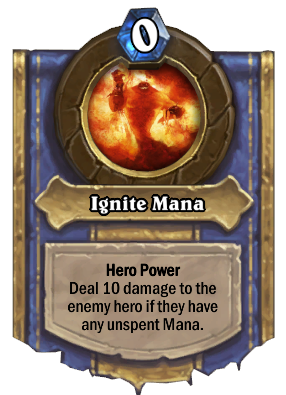 0
Ignite Mana
Hero Power
Deal 10 damage to the
enemy hero if they have
any unspent Mana.